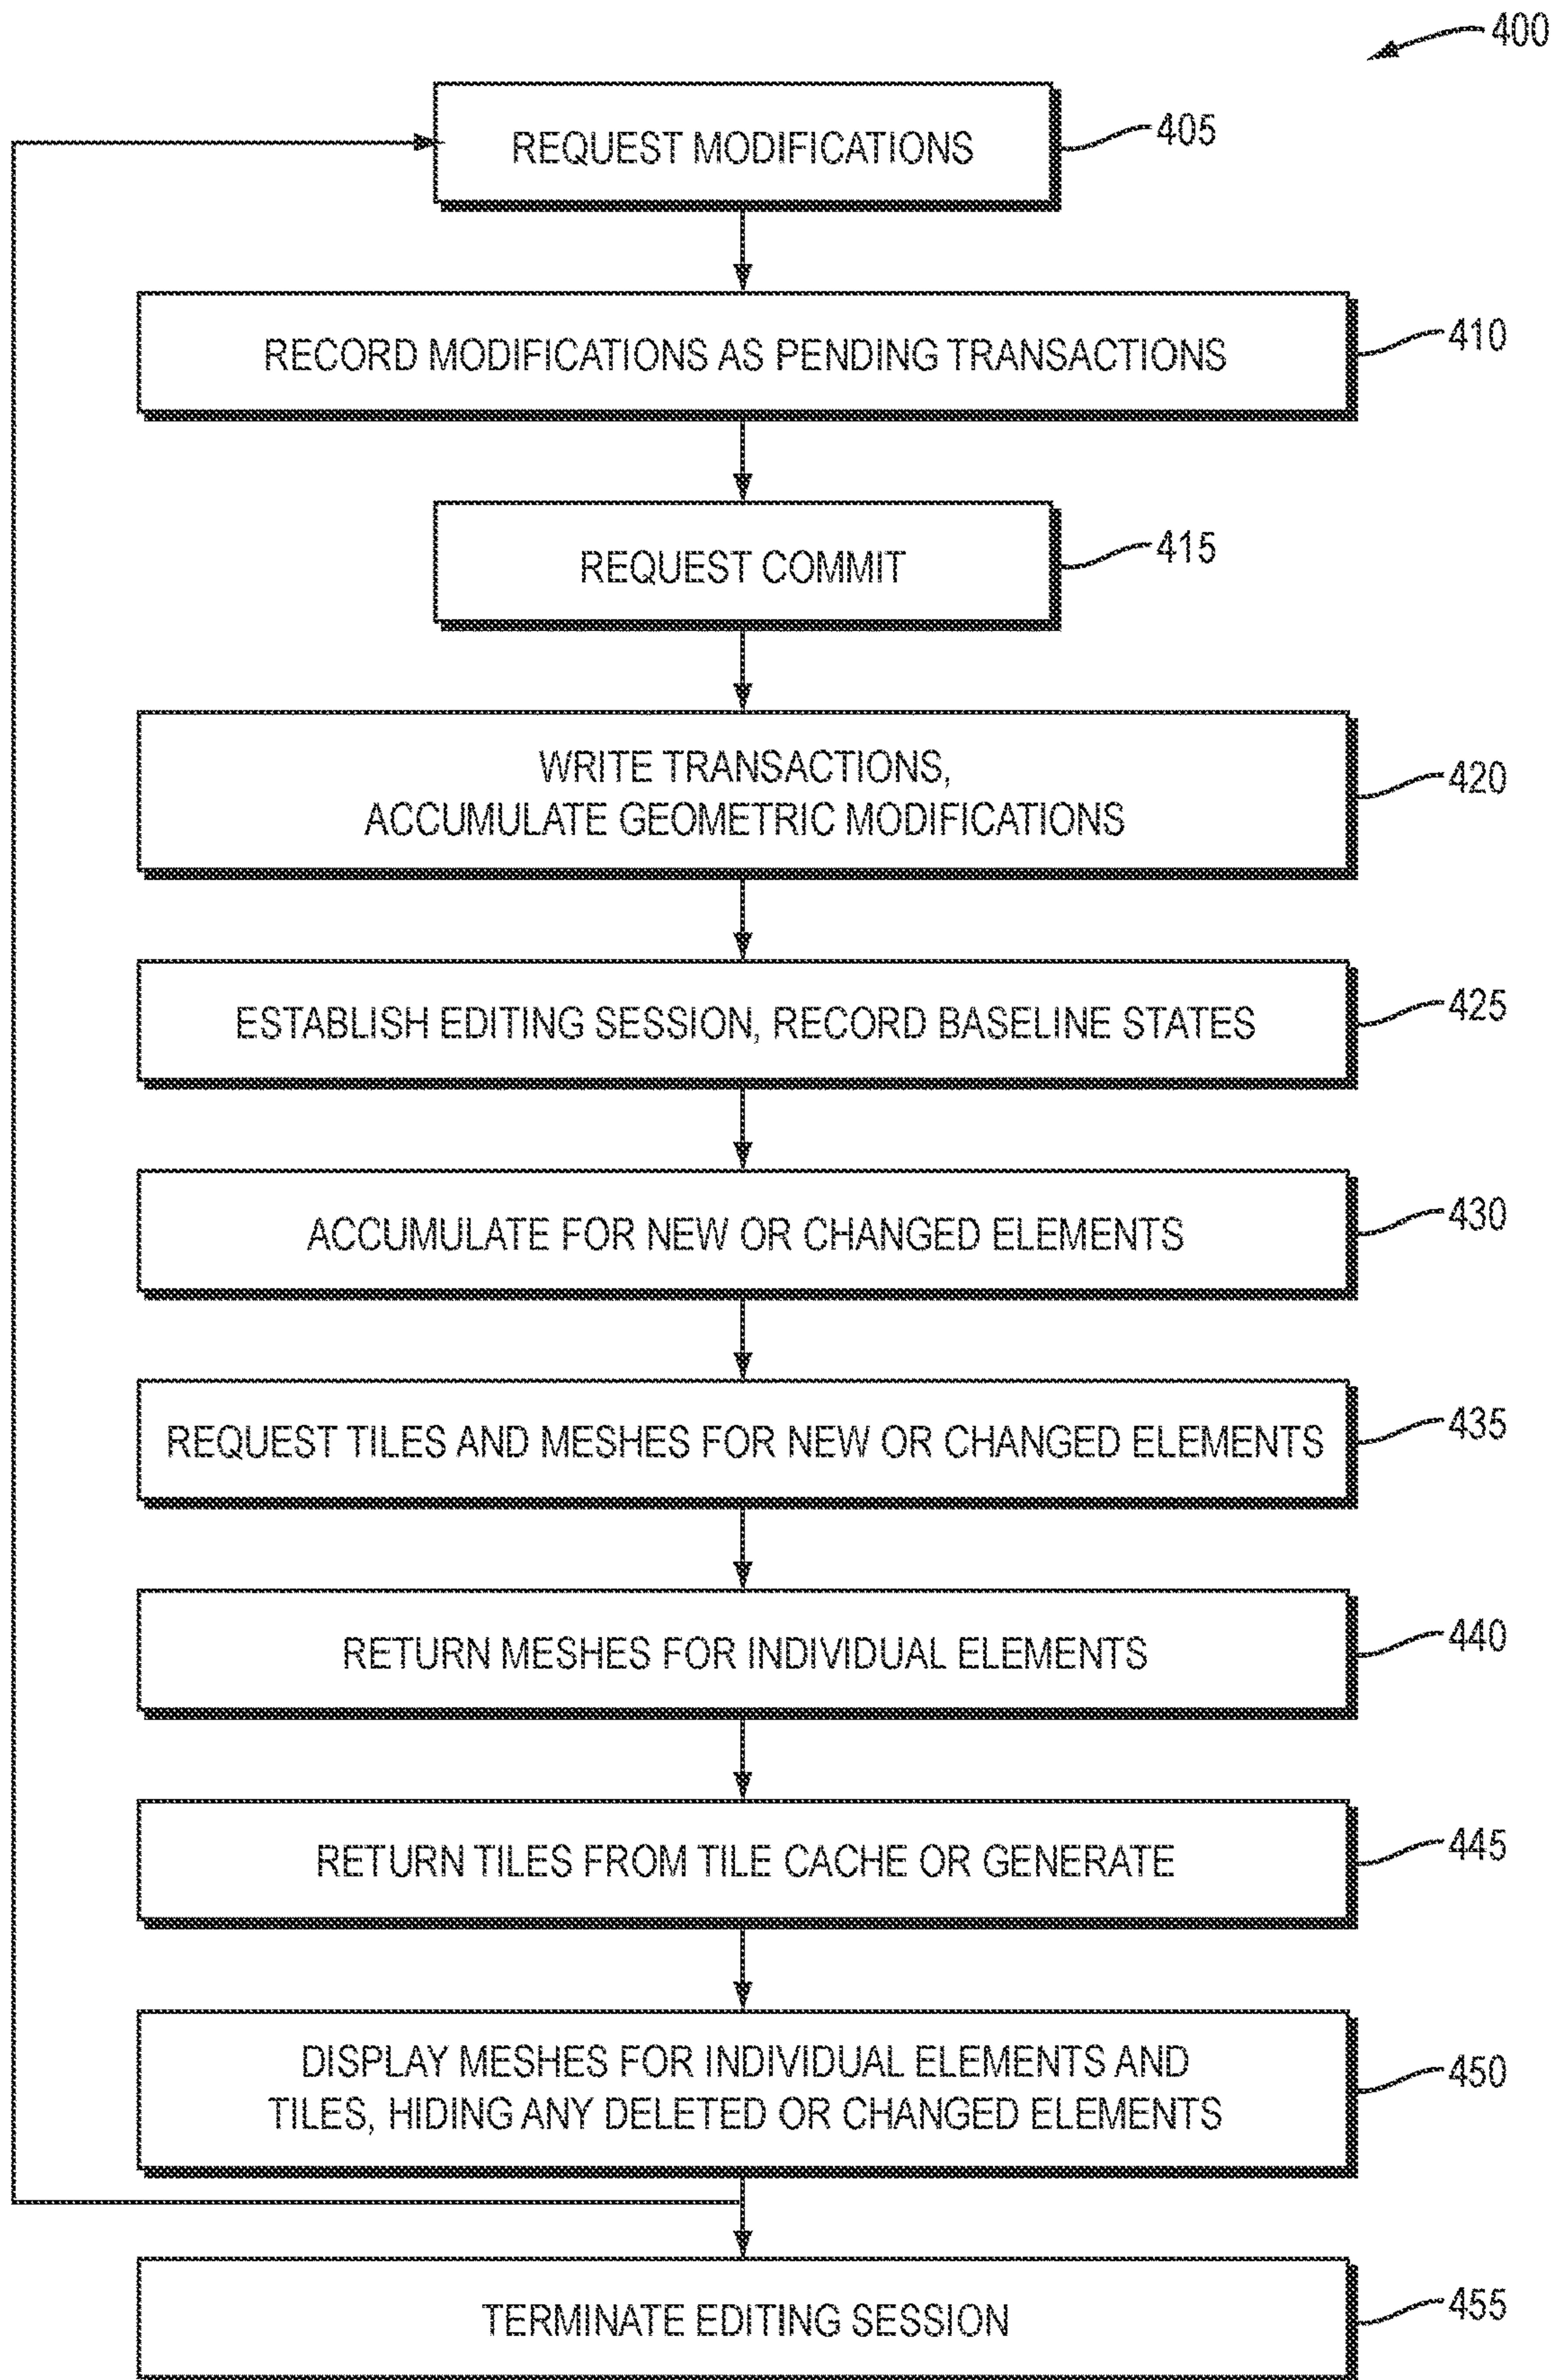 400
REQUEST MODIFICATIONS
405
RECORD MODIFICATIONS AS PENDING TRANSACTIONS
410
REQUEST COMMIT
415
WRITE TRANSACTIONS,
ACCUMULATE GEOMETRIC MODIFICATIONS
420
ESTABLISH EDITING SESSION, RECORD BASELINE STATES
425
ACCUMULATE FOR NEW OR CHANGED ELEMENTS
430
REQUEST TILES AND MESHES FOR NEW OR CHANGED ELEMENTS
435
RETURN MESHES FOR INDIVIDUAL ELEMENTS
440
RETURN TILES FROM TILE CACHE OR GENERATE
445
DISPLAY MESHES FOR INDIVIDUAL ELEMENTS AND
TILES, HIDING ANY DELETED OR CHANGED ELEMENTS
450
TERMINATE EDITING SESSION
455